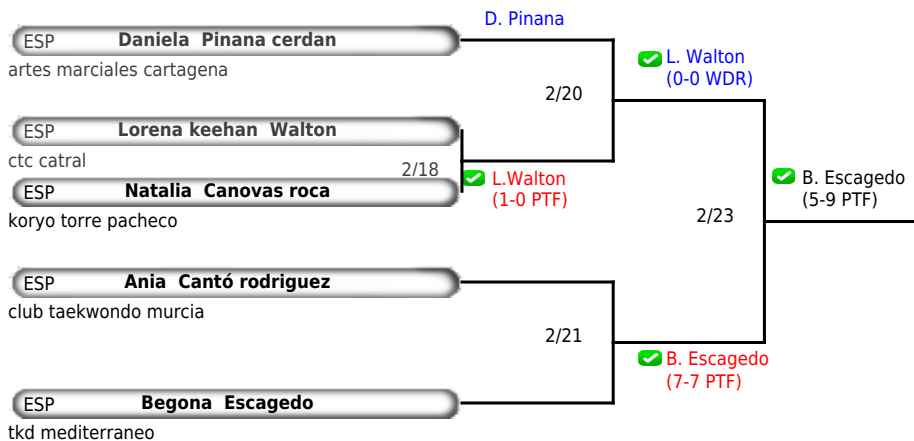 D. Pinana
ESP Daniela Pinana cerdan
artes marciales cartagena
L. Walton
(0-0 WDR)
2/20
ESP Lorena keehan Walton
ctc catral
2/18
L.Walton
(1-0 PTF)
ESP Natalia Canovas roca
koryo torre pacheco
B. Escagedo
(5-9 PTF)
2/23
ESP Ania Cantó rodriguez
club taekwondo murcia
2/21
B. Escagedo
(7-7 PTF)
ESP Begona Escagedo
tkd mediterraneo